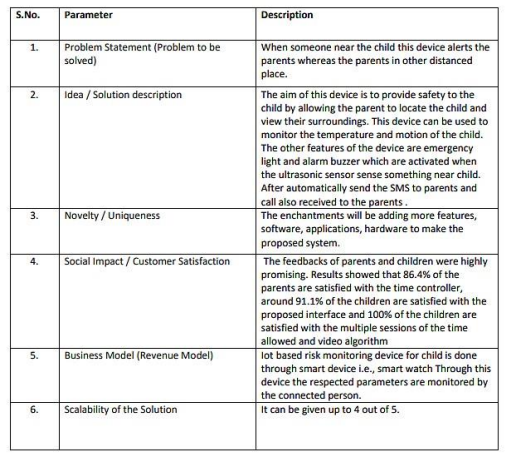 S.No. Parameter Description
1. Problem Statement (Problem to be When someone near the child this device alerts the
solved) parents whereas the parents in other distanced
place.
2. Idea / Solution description The aim of this device is to provide safety to the
child by allowing the parent to locate the child and
view their surroundings. This device can be used to
monitor the temperature and motion of the child.
The other features of the device are emergency
light and alarm buzzer which are activated when
the ultrasonic sensor sense something near child.
After automatically send the SMS to parents and
call also received to the parents .
3. Novelty / Uniqueness The enchantments will be adding more features,
software, applications, hardware to make the
proposed system.
4. Social Impact / Customer Satisfaction The feedbacks of parents and children were highly
promising. Results showed that 86.4% of the
parents are satisfied with the time controller,
around 91.1% of the children are satisfied with the
proposed interface and 100% of the children are
satisfied with the multiple sessions of the time
allowed and video algorithm
5. Business Model (Revenue Model) Iot based risk monitoring device for child is done
through smart device i.e., smart watch Through this
device the respected parameters are monitored by
the connected person.
6. Scalability of the Solution It can be given up to 4 out of 5.